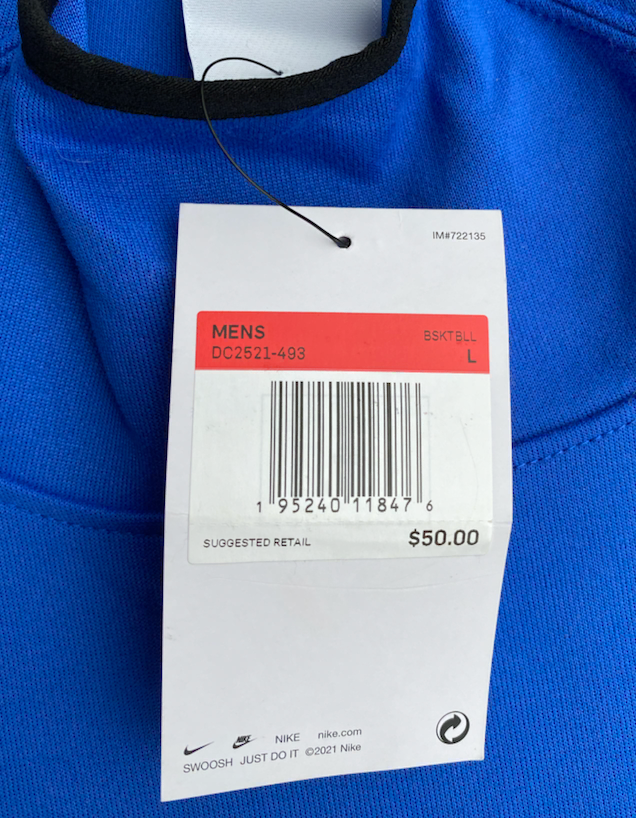 IM#722135
MENS BSKTBLL
DC2521-493 L
1 95240 11847 6
SUGGESTED RETAIL $50.00
NIKE NIKE nike.com
SWOOSH JUST DO IT ©2021 Nike